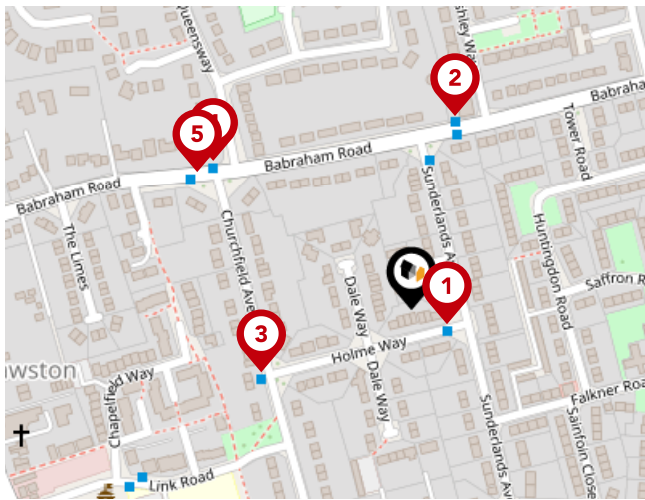 Queensway
Ashley Way
2
Babraham
Tower Road
5
Babraham Road
Babraham Road
Sunderlands Av
The Limes
Churchfield Ave
Huntingdon Road
Saffron R
1
Dale Way
3
Holme Way
wston
Chapelfield Way
Dale Way
Falkner Road
Sunderlands Av
Sainfoin Close
Link Road